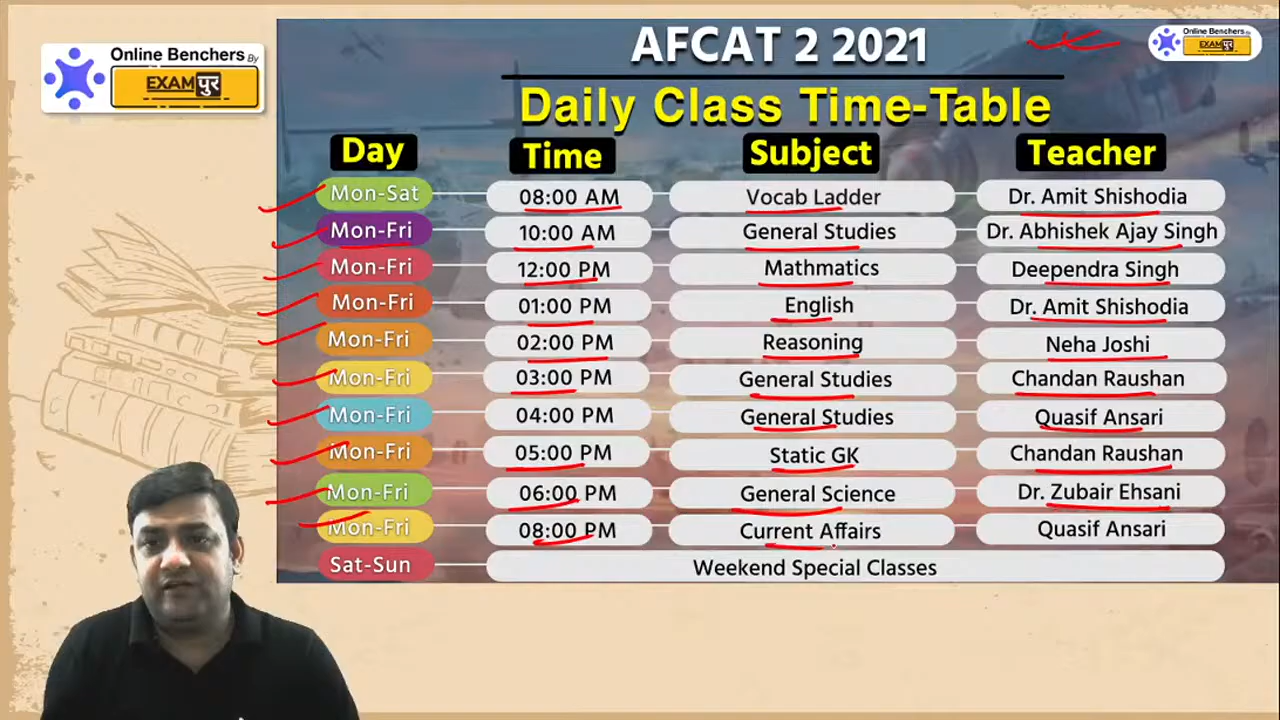 Online Benchers By
EXAMपुर
AFCAT 2 2021
Online Benchers By
EXAMपुर
Daily Class Time-Table
Day Time Subject Teacher
Mon-Sat 08:00 AM Vocab Ladder Dr. Amit Shishodia
Mon-Fri 10:00 AM General Studies Dr. Abhishek Ajay Singh
Mon-Fri 12:00 PM Mathmatics Deependra Singh
Mon-Fri 01:00 PM English Dr. Amit Shishodia
Mon-Fri 02:00 PM Reasoning Neha Joshi
Mon-Fri 03:00 PM General Studies Chandan Raushan
Mon-Fri 04:00 PM General Studies Quasif Ansari
Mon-Fri 05:00 PM Static GK Chandan Raushan
Mon-Fri 06:00 PM General Science Dr. Zubair Ehsani
Mon-Fri 08:00 PM Current Affairs Quasif Ansari
Sat-Sun Weekend Special Classes